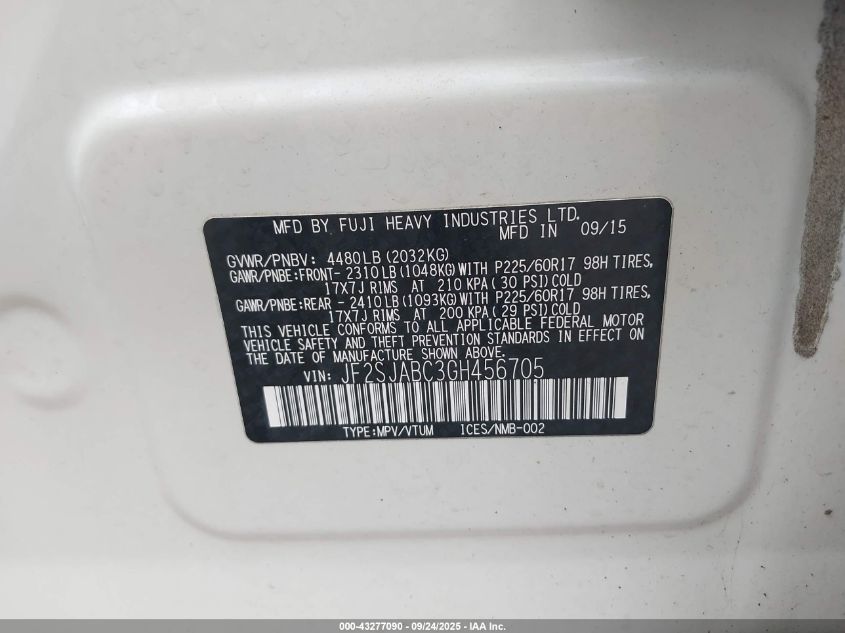 MFD BY FUJI HEAVY INDUSTRIES LTD.
MFD IN 09/15
GVWR/PNBV: 4480LB (2032KG)
GAWR/PNBE:FRONT- 2310LB (1048KG) WITH P225/60R17 98H TIRES,
17X7J RIMS AT 210 KPA ( 30 PSI) COLD
GAWR/PNBE:REAR - 2410LB (1093KG) WITH P225/60R17 98H TIRES,
17X7J RIMS AT 200 KPA ( 29 PSI) COLD
THIS VEHICLE CONFORMS TO ALL APPLICABLE FEDERAL MOTOR
VEHICLE SAFETY AND THEFT PREVENTION STANDARDS IN EFFECT ON
THE DATE OF MANUFACTURE SHOWN ABOVE.
VIN: JF2SJABC3GH456705
TYPE:MPV/VTUM ICES/NMB-002
000-43277090 - 09/24/2025 - IAA Inc.